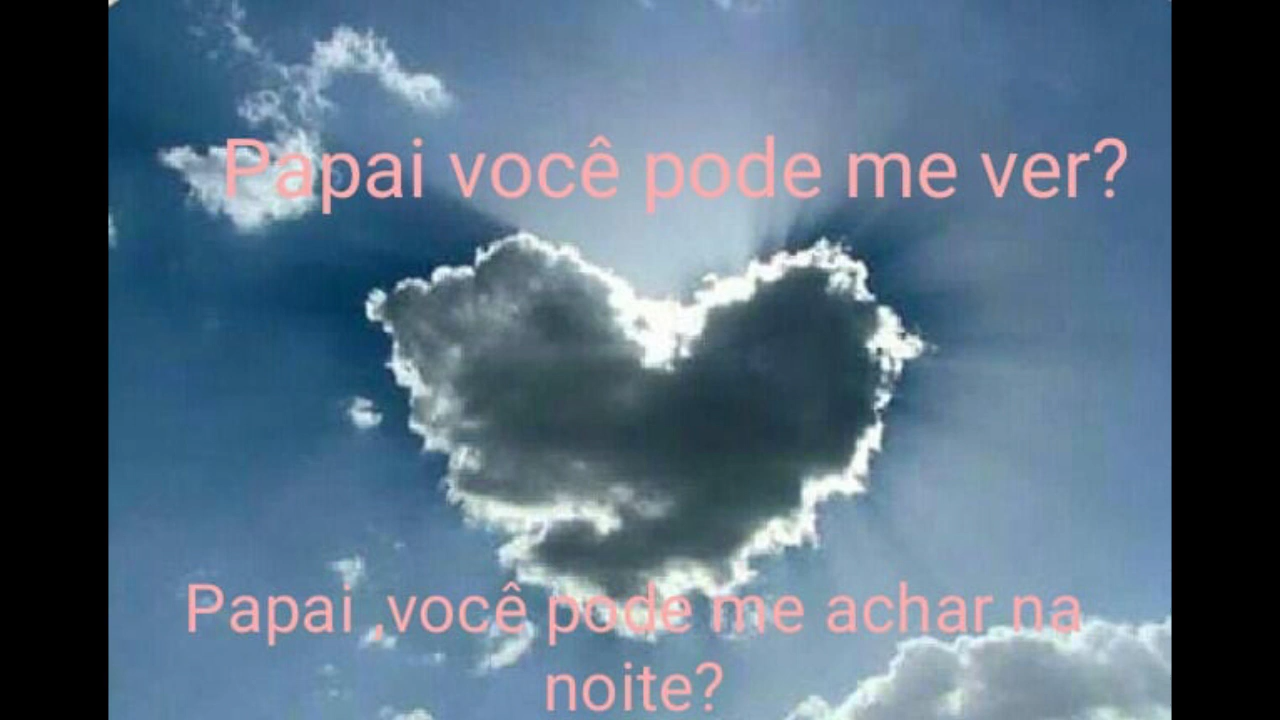 Papai você pode me ver?
Papai ,você pode me achar na
noite?